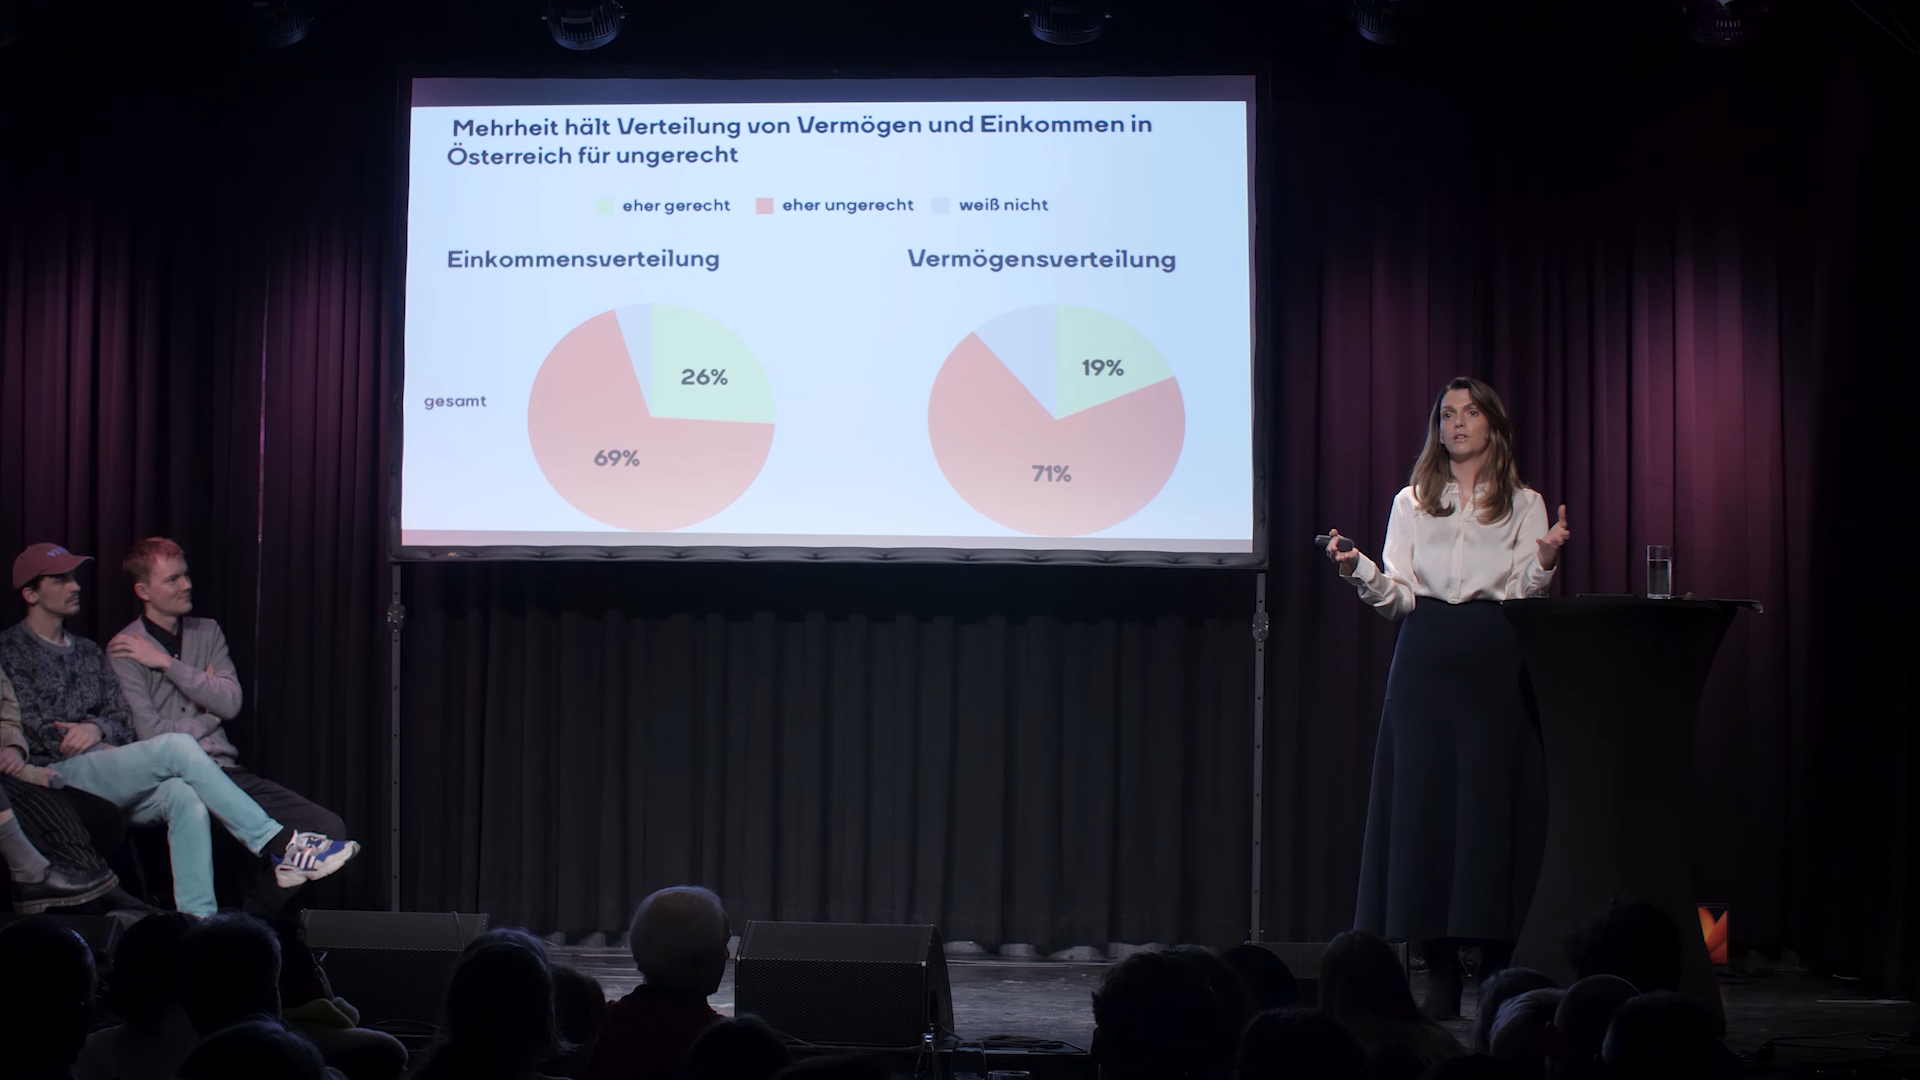 Mehrheit hält Verteilung von Vermögen und Einkommen in
Österreich für ungerecht
eher gerecht eher ungerecht weiß nicht
Einkommensverteilung Vermögensverteilung
gesamt
26%
69%
19%
71%